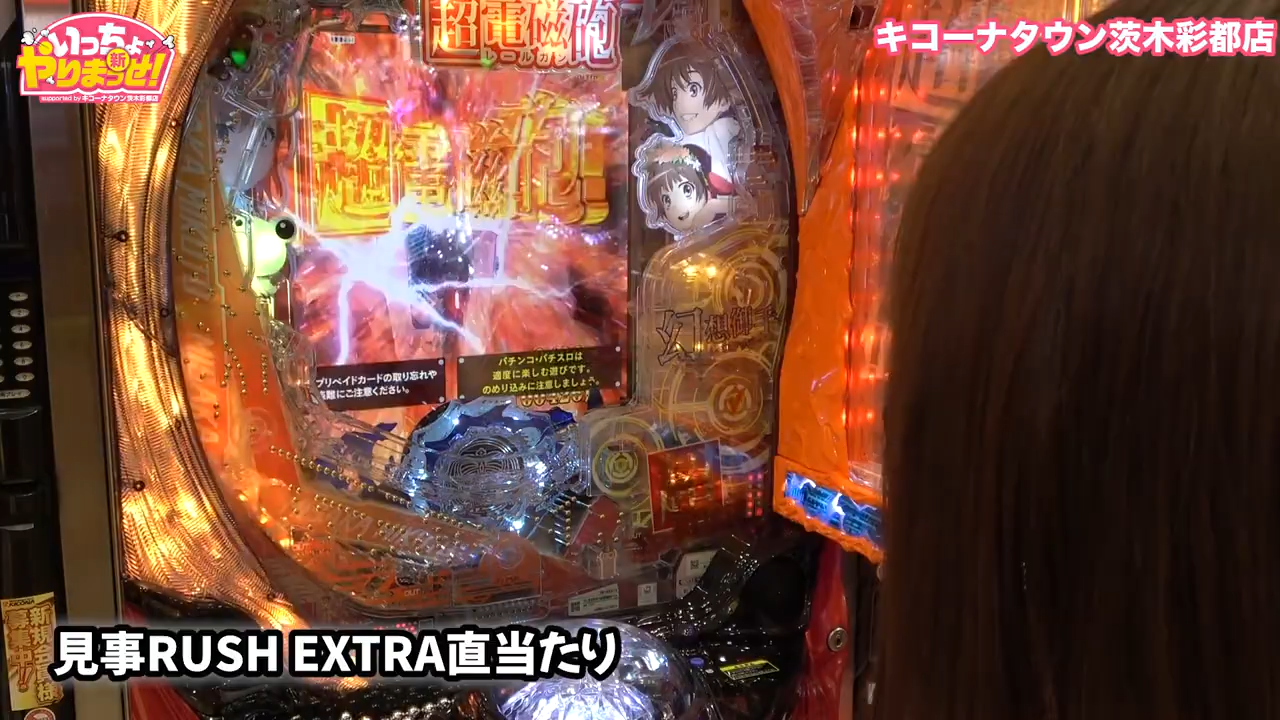 いっちょ
新
やりまっせ!
supported by キコーナタウン茨木彩都店
キコーナタウン茨木彩都店
超電磁砲
レールガン
超電磁砲
幻想御手
プリペイドカードの取り忘れや
盗難にご注意ください。
パチンコ・パチスロは
適度に楽しむ遊びです。
のめり込みに注意しましょう。
見事RUSH EXTRA直当たり